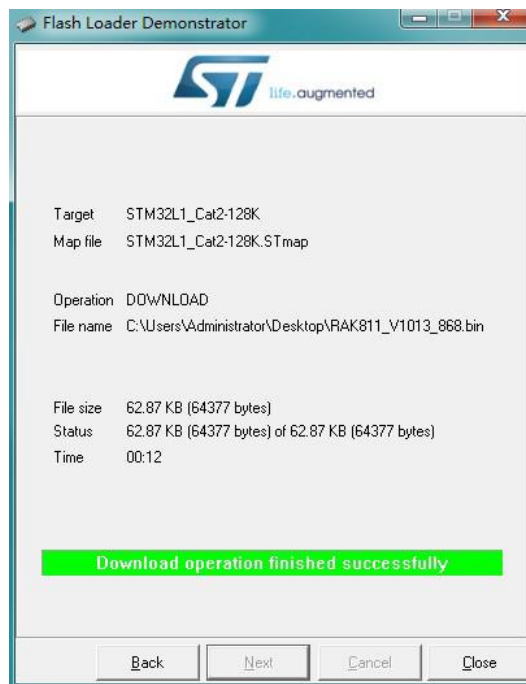 Flash Loader Demonstrator
ST
life.augmented
Target STM32L1_Cat2-128K
Map file STM32L1_Cat2-128K.STmap
Operation DOWNLOAD
File name C:\Users\Administrator\Desktop\RAK811_V1013_868.bin
File size 62.87 KB (64377 bytes)
Status 62.87 KB (64377 bytes) of 62.87 KB (64377 bytes)
Time 00:12
Download operation finished successfully
Back Next Cancel Close